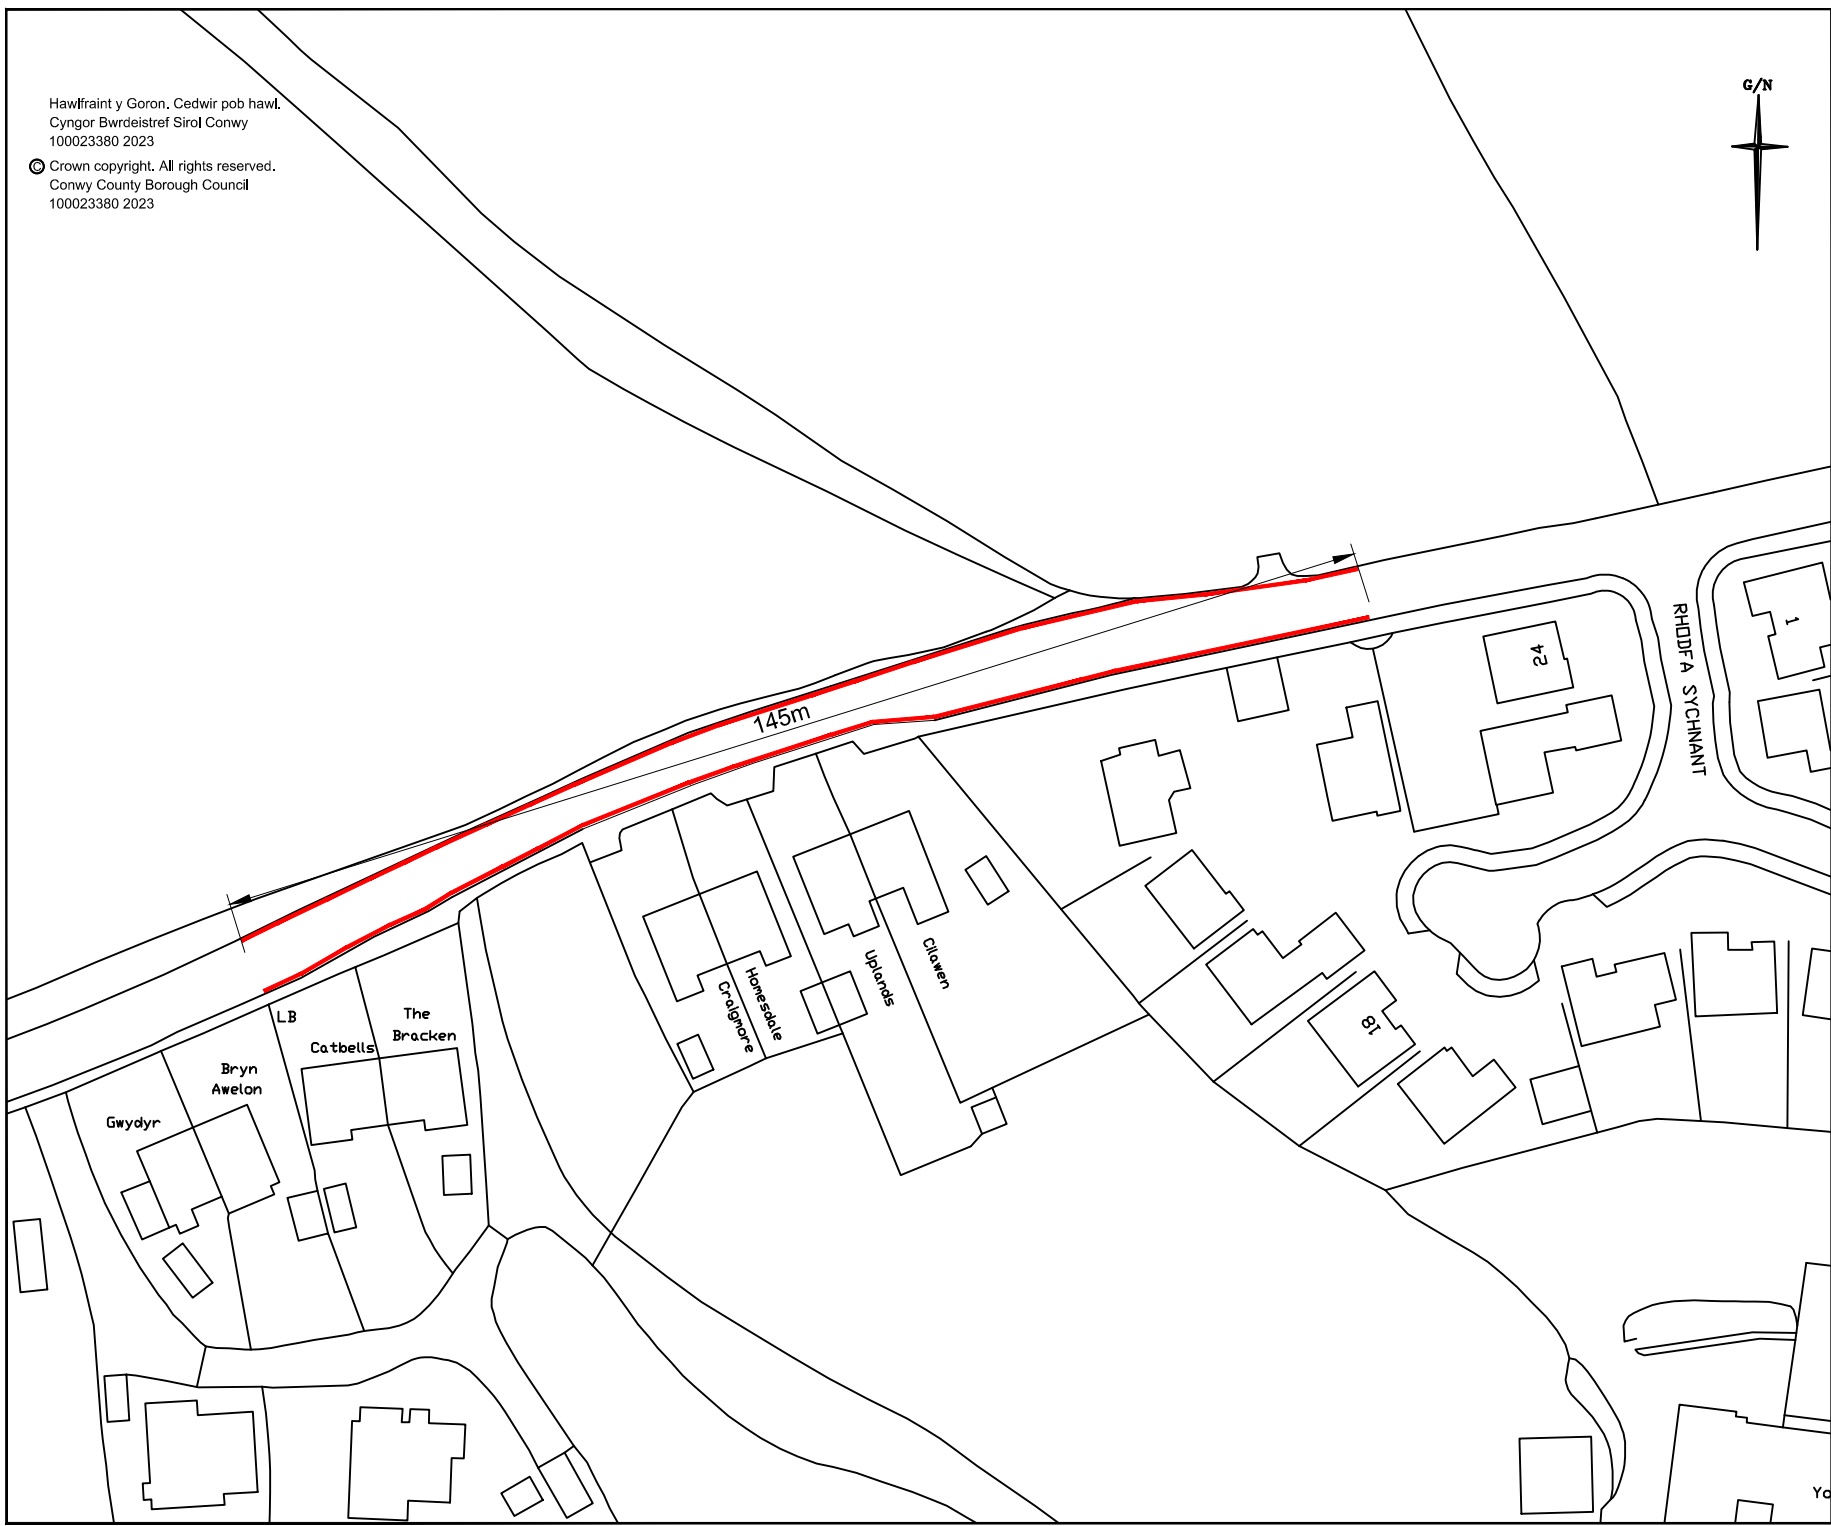 Hawlfraint y Goron. Cedwir pob hawl.
Cyngor Bwrdeistref Sirol Conwy
100023380 2023
© Crown copyright. All rights reserved.
Conwy County Borough Council
100023380 2023
G/N
145m
RHODFA SYCHNANT
1
24
18
Cilawen
Uplands
Homesdale
Craigmore
The
Bracken
LB
Catbells
Bryn
Awelon
Gwydyr
Yo